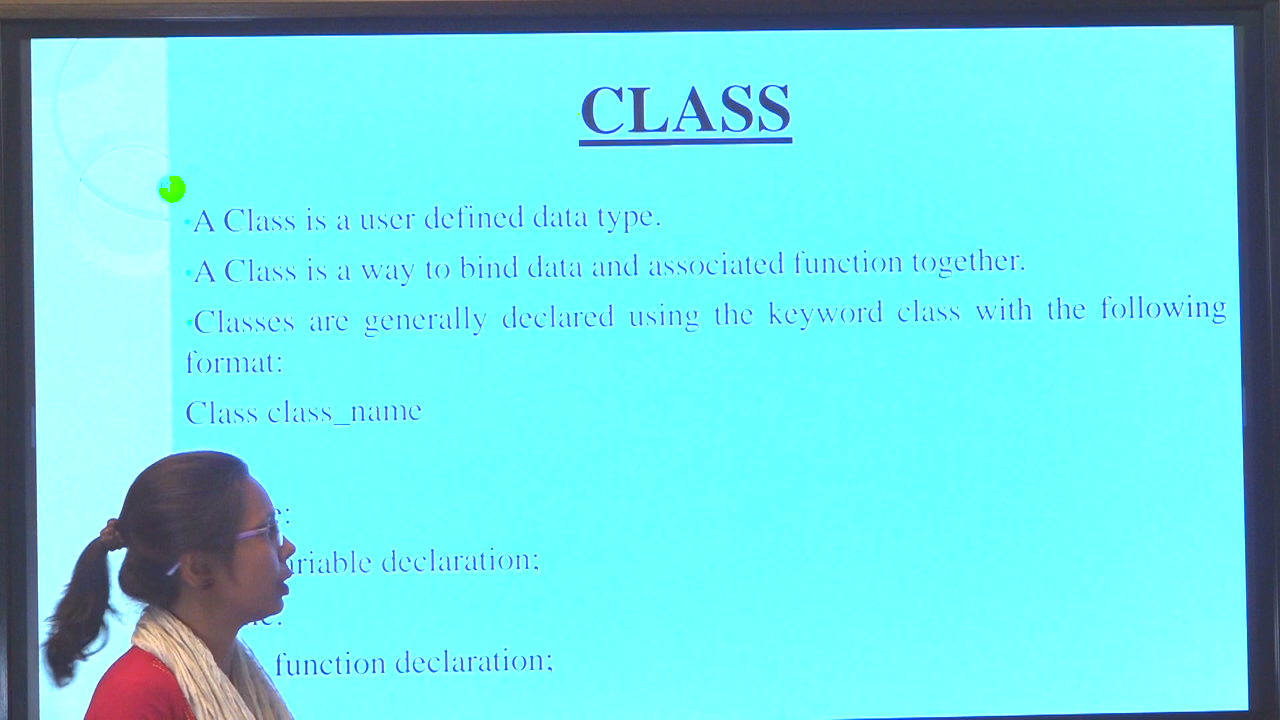 CLASS
A Class is a user defined data type.
A Class is a way to bind data and associated function together.
Classes are generally declared using the keyword class with the following
format:
Class class_name
declaration;
function declaration;